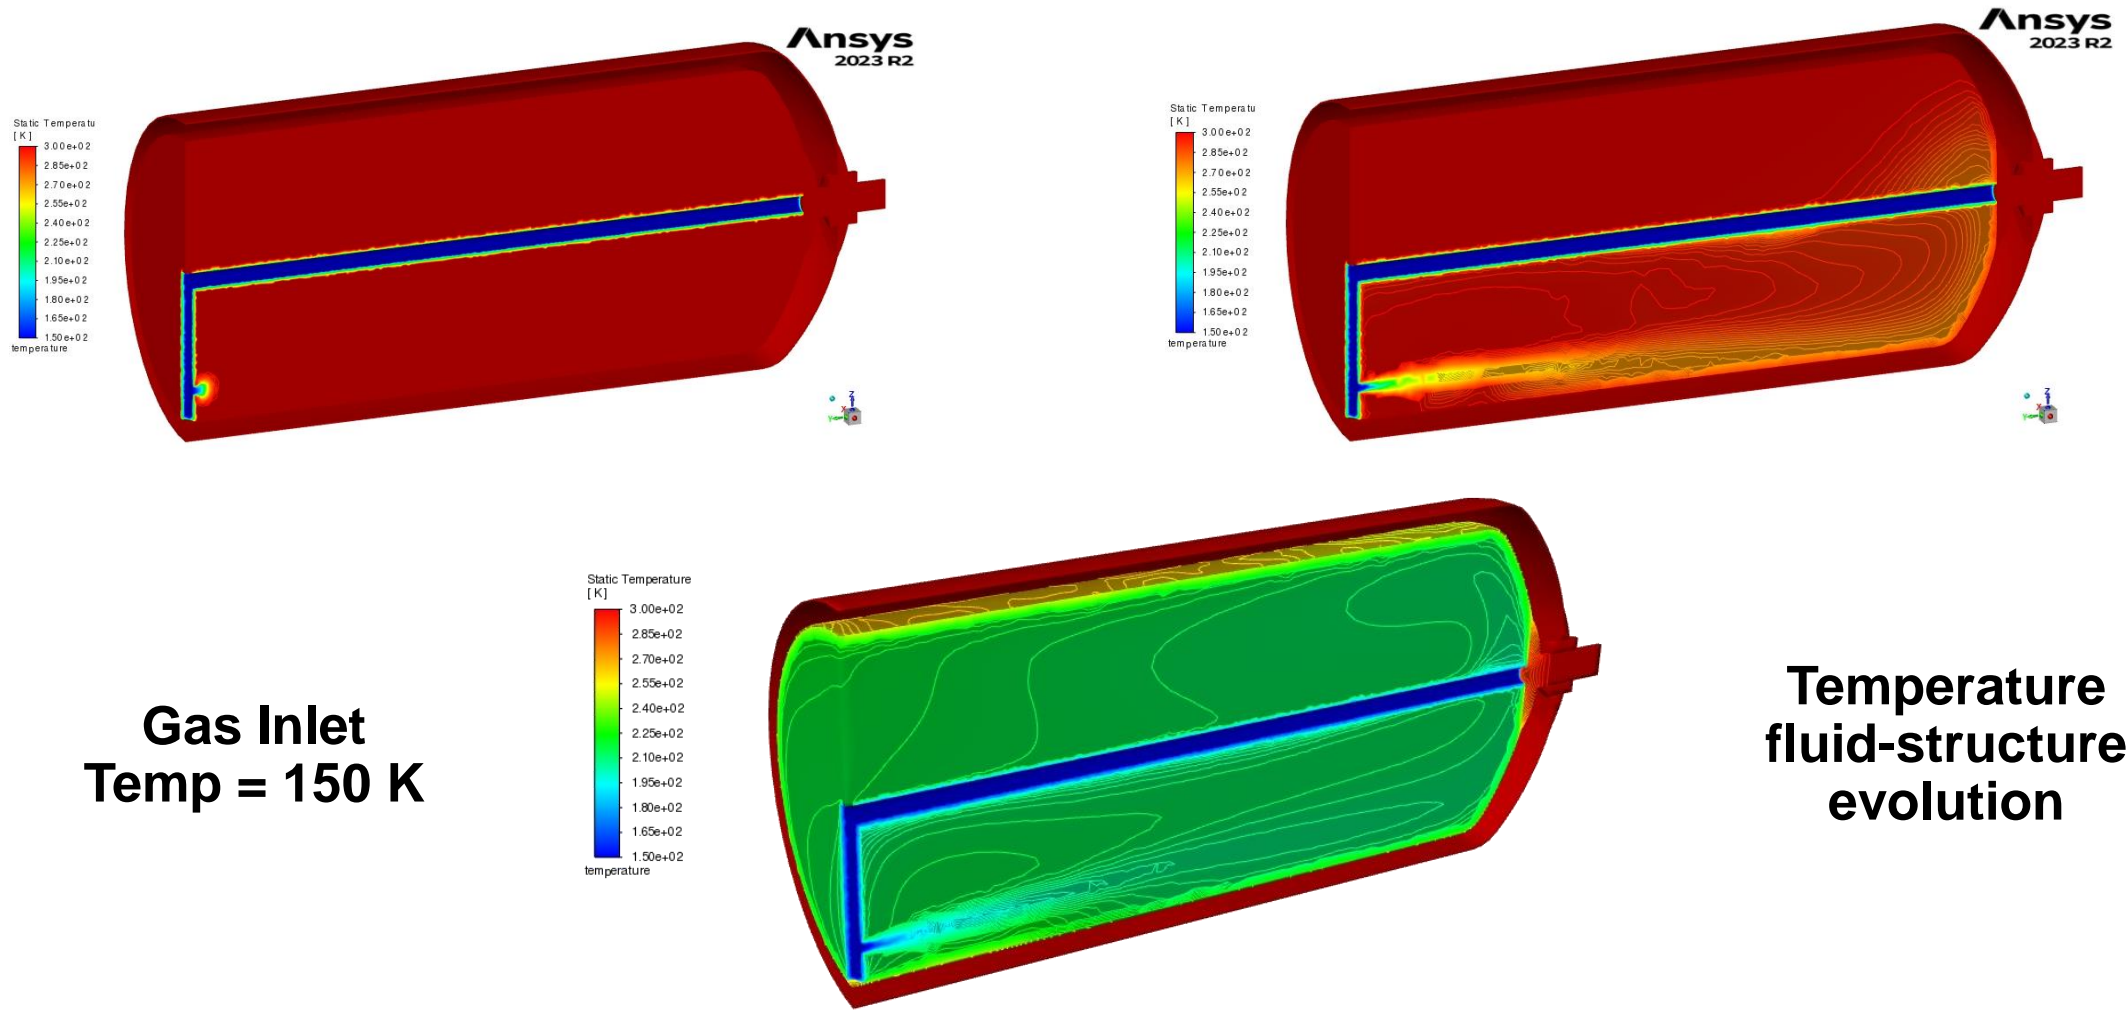 Ansys
2023 R2
Static Temperatu
[ K ]
3.00e+02
2.85e+02
2.70e+02
2.55e+02
2.40e+02
2.25e+02
2.10e+02
1.95e+02
1.80e+02
1.65e+02
1.50e+02
temperature
Z
X
Y
Ansys
2023 R2
Static Temperatu
[ K ]
3.00e+02
2.85e+02
2.70e+02
2.55e+02
2.40e+02
2.25e+02
2.10e+02
1.95e+02
1.80e+02
1.65e+02
1.50e+02
temperature
Z
X
Y
Static Temperature
[ K ]
3.00e+02
2.85e+02
2.70e+02
2.55e+02
2.40e+02
2.25e+02
2.10e+02
1.95e+02
1.80e+02
1.65e+02
1.50e+02
temperature
Gas Inlet
Temp = 150 K
Temperature
fluid-structure
evolution